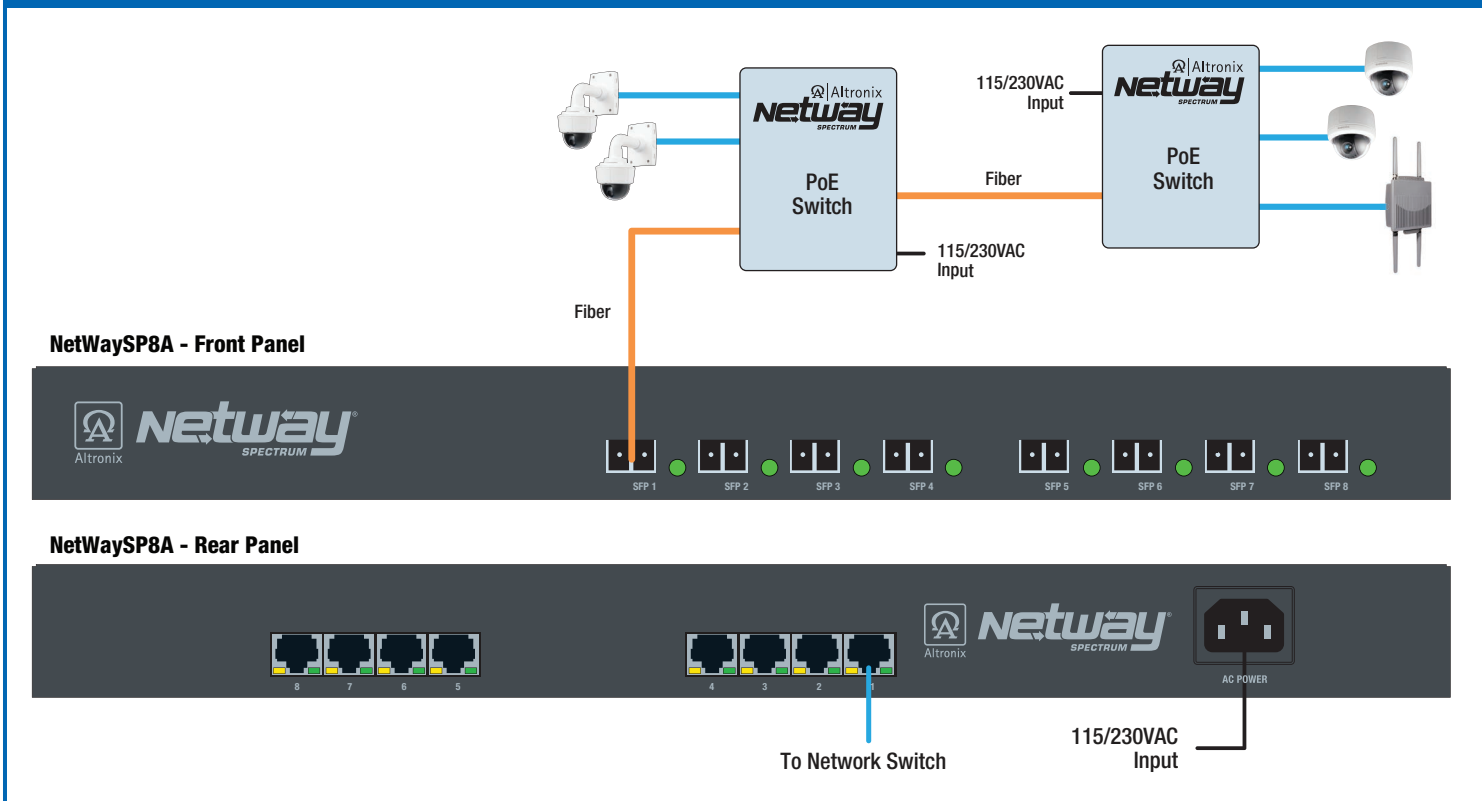 Altronix
Netway
SPECTRUM
PoE
Switch
115/230VAC
Input
Altronix
Netway
SPECTRUM
PoE
Switch
Fiber
115/230VAC
Input
Fiber
NetWaySP8A - Front Panel
Altronix
Netway®
SPECTRUM
SFP 1
SFP 2
SFP 3
SFP 4
SFP 5
SFP 6
SFP 7
SFP 8
NetWaySP8A - Rear Panel
8
7
6
5
4
3
2
1
Altronix
Netway®
SPECTRUM
AC POWER
To Network Switch
115/230VAC
Input